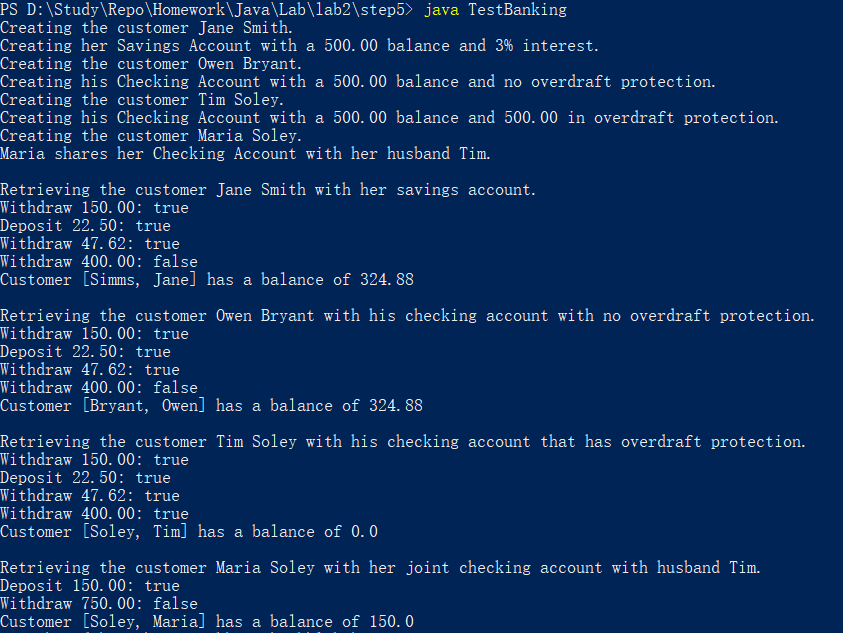 PS D:\Study\Repo\Homework\Java\Lab\lab2\step5> java TestBanking
Creating the customer Jane Smith.
Creating her Savings Account with a 500.00 balance and 3% interest.
Creating the customer Owen Bryant.
Creating his Checking Account with a 500.00 balance and no overdraft protection.
Creating the customer Tim Soley.
Creating his Checking Account with a 500.00 balance and 500.00 in overdraft protection.
Creating the customer Maria Soley.
Maria shares her Checking Account with her husband Tim.
Retrieving the customer Jane Smith with her savings account.
Withdraw 150.00: true
Deposit 22.50: true
Withdraw 47.62: true
Withdraw 400.00: false
Customer [Simms, Jane] has a balance of 324.88
Retrieving the customer Owen Bryant with his checking account with no overdraft protection.
Withdraw 150.00: true
Deposit 22.50: true
Withdraw 47.62: true
Withdraw 400.00: false
Customer [Bryant, Owen] has a balance of 324.88
Retrieving the customer Tim Soley with his checking account that has overdraft protection.
Withdraw 150.00: true
Deposit 22.50: true
Withdraw 47.62: true
Withdraw 400.00: true
Customer [Soley, Tim] has a balance of 0.0
Retrieving the customer Maria Soley with her joint checking account with husband Tim.
Deposit 150.00: true
Withdraw 750.00: false
Customer [Soley, Maria] has a balance of 150.0